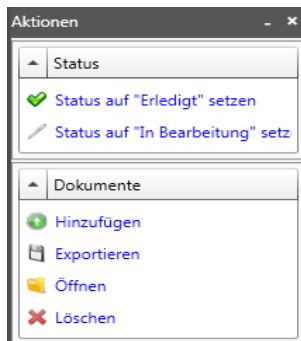 Aktionen
Status
Status auf "Erledigt" setzen
Status auf "In Bearbeitung" setz
Dokumente
Hinzufügen
Exportieren
Öffnen
Löschen